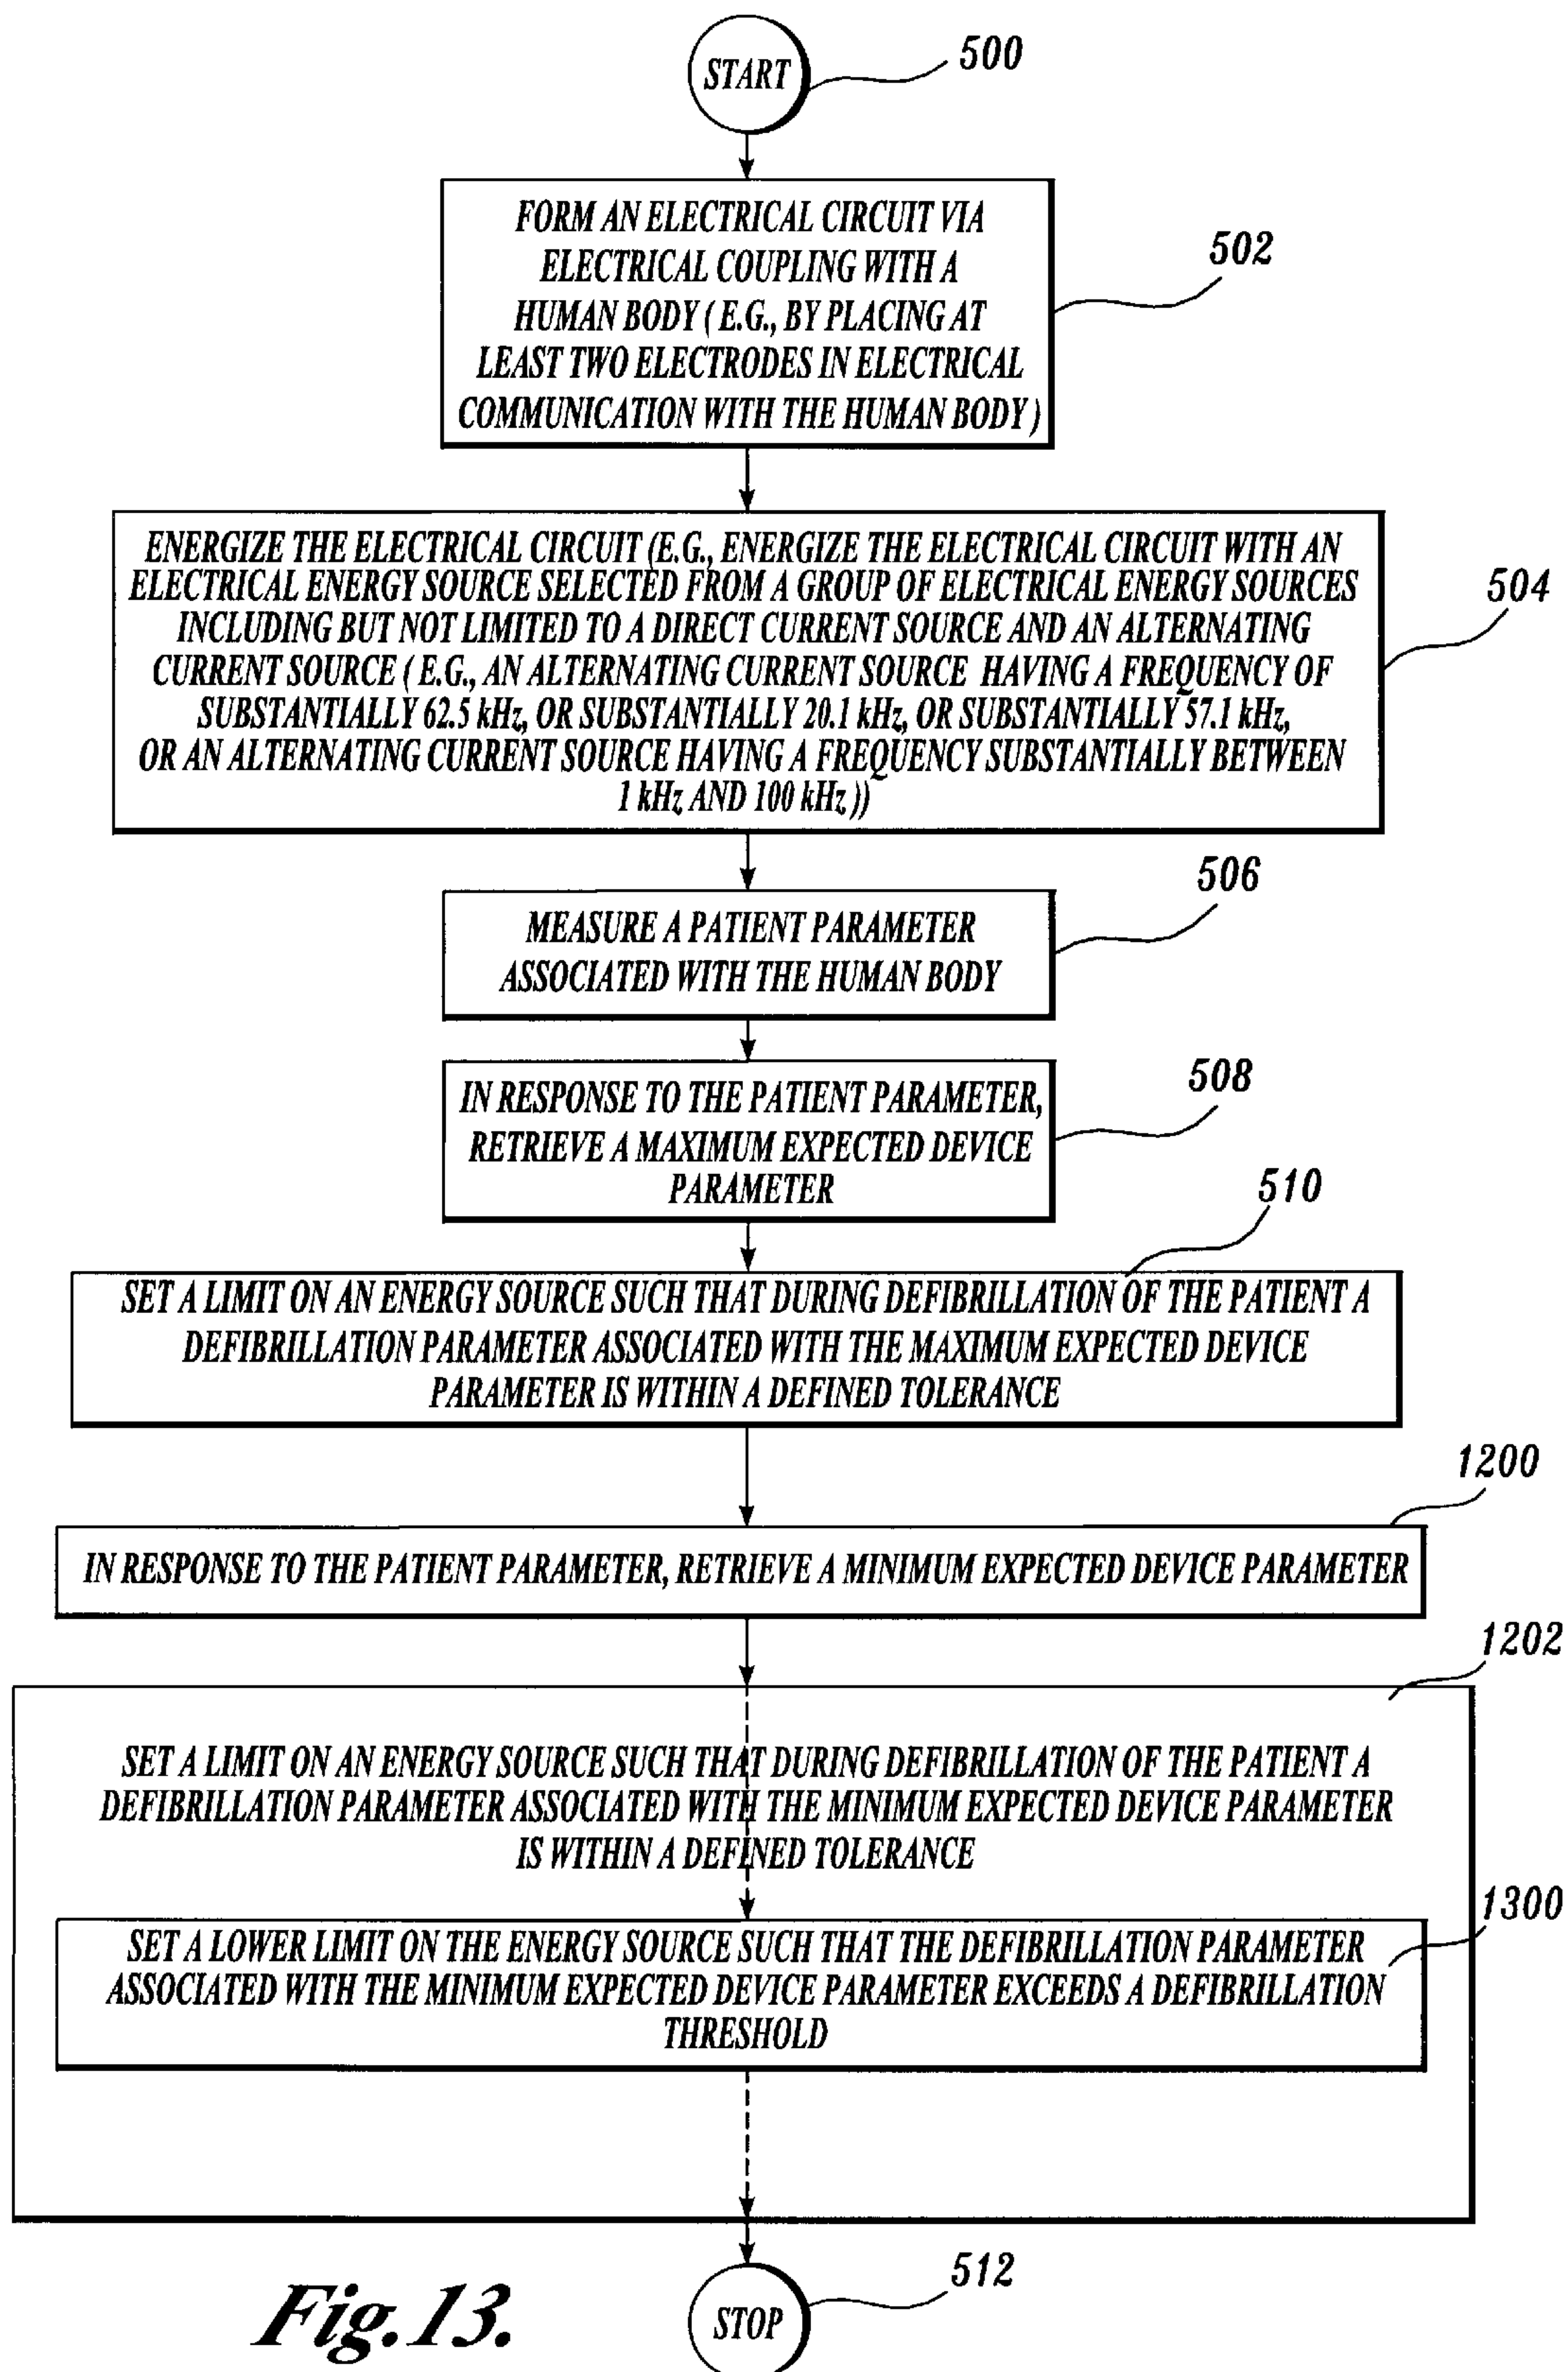 START
500
FORM AN ELECTRICAL CIRCUIT VIA
ELECTRICAL COUPLING WITH A
HUMAN BODY ( E.G., BY PLACING AT
LEAST TWO ELECTRODES IN ELECTRICAL
COMMUNICATION WITH THE HUMAN BODY )
502
ENERGIZE THE ELECTRICAL CIRCUIT (E.G., ENERGIZE THE ELECTRICAL CIRCUIT WITH AN
ELECTRICAL ENERGY SOURCE SELECTED FROM A GROUP OF ELECTRICAL ENERGY SOURCES
INCLUDING BUT NOT LIMITED TO A DIRECT CURRENT SOURCE AND AN ALTERNATING
CURRENT SOURCE ( E.G., AN ALTERNATING CURRENT SOURCE HAVING A FREQUENCY OF
SUBSTANTIALLY 62.5 kHz, OR SUBSTANTIALLY 20.1 kHz, OR SUBSTANTIALLY 57.1 kHz,
OR AN ALTERNATING CURRENT SOURCE HAVING A FREQUENCY SUBSTANTIALLY BETWEEN
1 kHz AND 100 kHz ))
504
MEASURE A PATIENT PARAMETER
ASSOCIATED WITH THE HUMAN BODY
506
IN RESPONSE TO THE PATIENT PARAMETER,
RETRIEVE A MAXIMUM EXPECTED DEVICE
PARAMETER
508
510
SET A LIMIT ON AN ENERGY SOURCE SUCH THAT DURING DEFIBRILLATION OF THE PATIENT A
DEFIBRILLATION PARAMETER ASSOCIATED WITH THE MAXIMUM EXPECTED DEVICE
PARAMETER IS WITHIN A DEFINED TOLERANCE
1200
IN RESPONSE TO THE PATIENT PARAMETER, RETRIEVE A MINIMUM EXPECTED DEVICE PARAMETER
1202
SET A LIMIT ON AN ENERGY SOURCE SUCH THAT DURING DEFIBRILLATION OF THE PATIENT A
DEFIBRILLATION PARAMETER ASSOCIATED WITH THE MINIMUM EXPECTED DEVICE PARAMETER
IS WITHIN A DEFINED TOLERANCE
1300
SET A LOWER LIMIT ON THE ENERGY SOURCE SUCH THAT THE DEFIBRILLATION PARAMETER
ASSOCIATED WITH THE MINIMUM EXPECTED DEVICE PARAMETER EXCEEDS A DEFIBRILLATION
THRESHOLD
512
STOP
Fig.13.